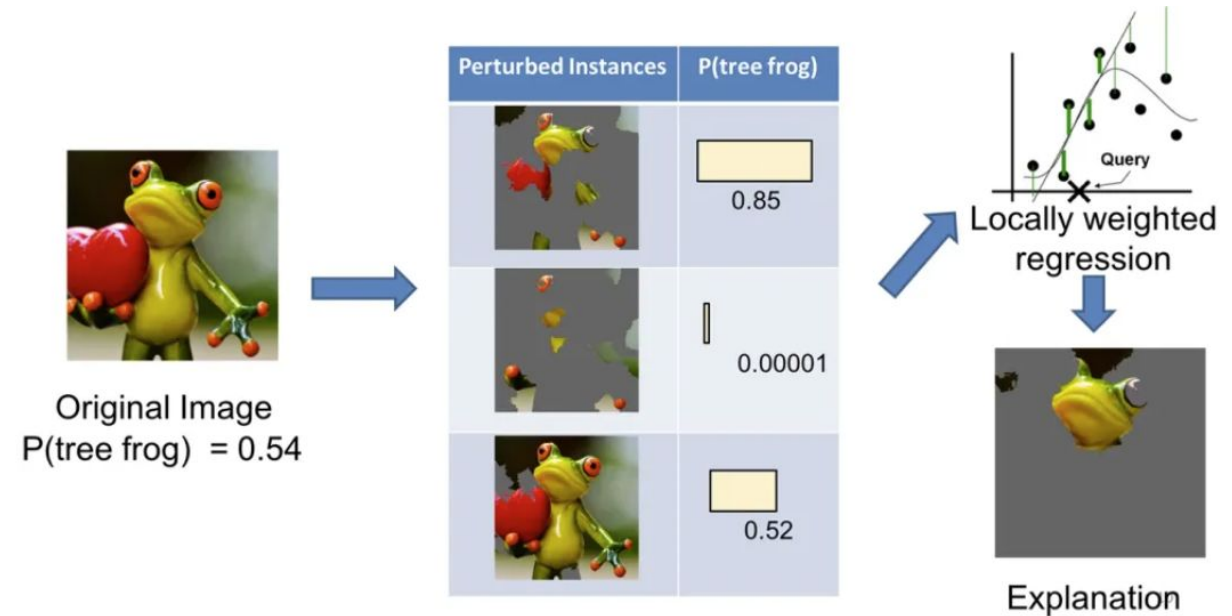 Original Image
P(tree frog) = 0.54
Perturbed Instances
P(tree frog)
0.85
0.00001
0.52
Query
Locally weighted
regression
Explanation